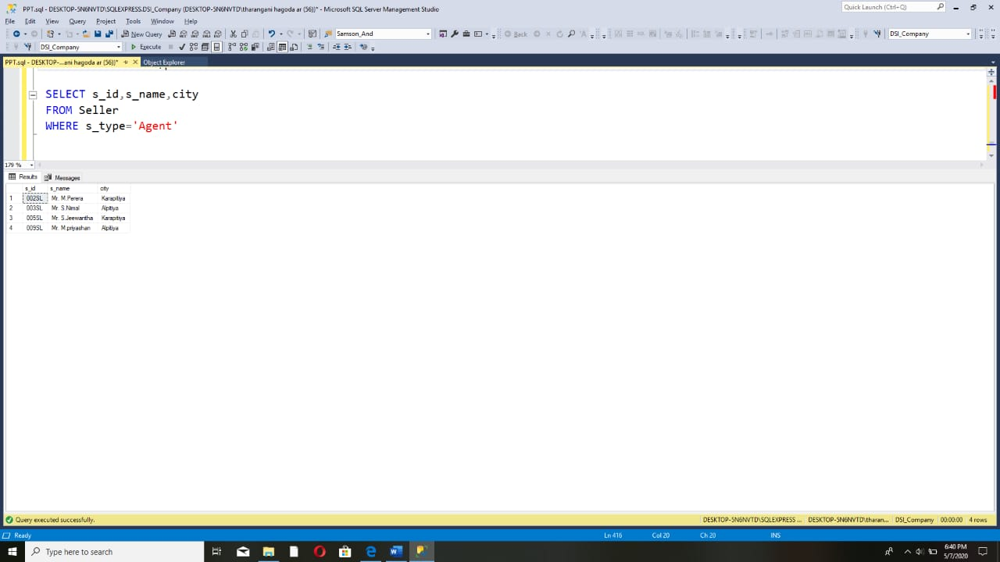 PPT.sql - DESKTOP-5N6NVTD\SQLEXPRESS.DSI_Company (DESKTOP-5N6NVTD\tharangani hagoda ar (56))* - Microsoft SQL Server Management Studio
Quick Launch (Ctrl+Q)
File Edit View Query Project Tools Window Help
New Query Samson_And Back DSI_Company
DSI_Company Execute
PPT.sql - DESKTOP-...ani hagoda ar (56))* Object Explorer
SELECT s_id,s_name,city
FROM Seller
WHERE s_type='Agent'
179 %
Results Messages
s_id s_name city
1 002SL Mr. M.Perera Karapitiya
2 003SL Mr. S.Nimal Alpitiya
3 005SL Mr. S.Jeewantha Karapitiya
4 009SL Mr. M.priyashan Alpitiya
Query executed successfully. DESKTOP-5N6NVTD\SQLEXPRESS ... DESKTOP-5N6NVTD\tharan... DSI_Company 00:00:00 4 rows
Ready Ln 416 Col 20 Ch 20 INS
Type here to search
6:40 PM
5/7/2020